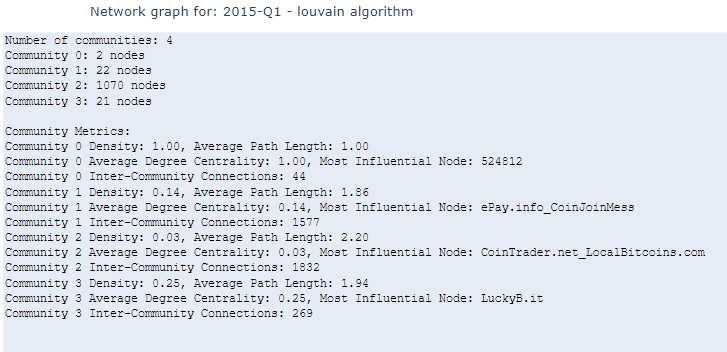 Network graph for: 2015-Q1 - louvain algorithm
Number of communities: 4
Community 0: 2 nodes
Community 1: 22 nodes
Community 2: 1070 nodes
Community 3: 21 nodes
Community Metrics:
Community 0 Density: 1.00, Average Path Length: 1.00
Community 0 Average Degree Centrality: 1.00, Most Influential Node: 524812
Community 0 Inter-Community Connections: 44
Community 1 Density: 0.14, Average Path Length: 1.86
Community 1 Average Degree Centrality: 0.14, Most Influential Node: ePay.info_CoinJoinMess
Community 1 Inter-Community Connections: 1577
Community 2 Density: 0.03, Average Path Length: 2.20
Community 2 Average Degree Centrality: 0.03, Most Influential Node: CoinTrader.net_LocalBitcoins.com
Community 2 Inter-Community Connections: 1832
Community 3 Density: 0.25, Average Path Length: 1.94
Community 3 Average Degree Centrality: 0.25, Most Influential Node: LuckyB.it
Community 3 Inter-Community Connections: 269